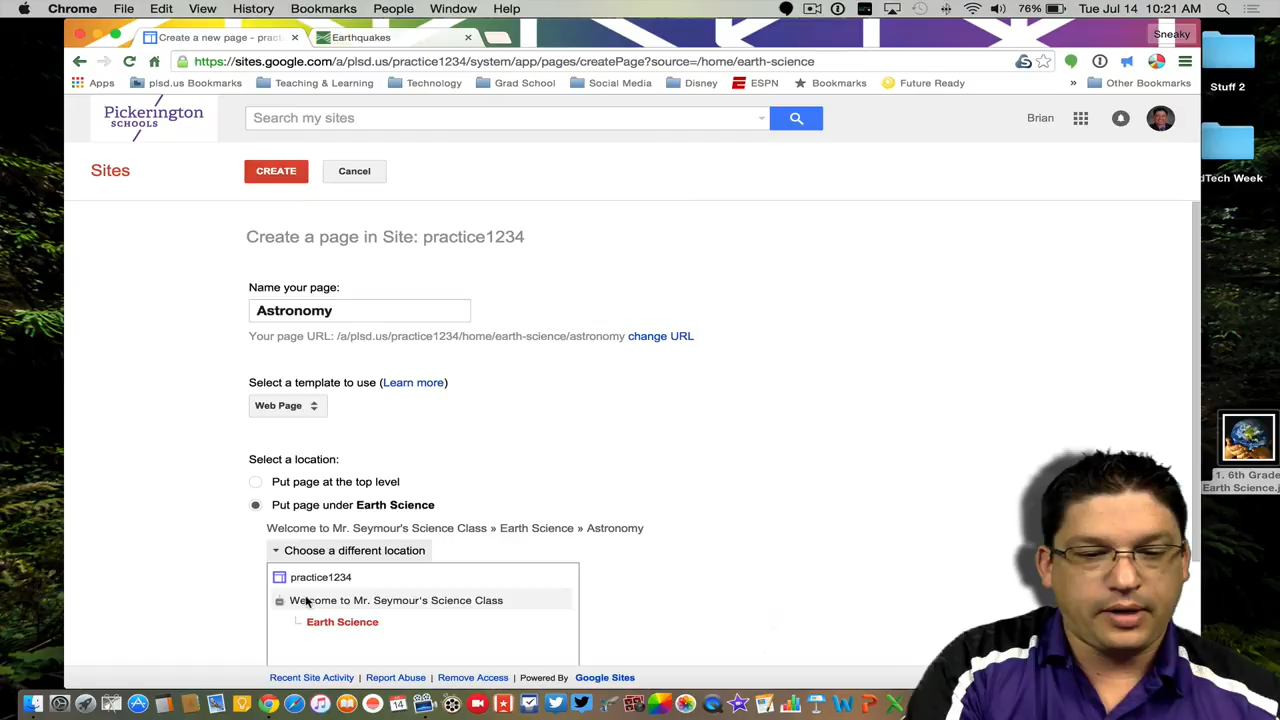 Chrome File Edit View History Bookmarks People Window Help 76% Tue Jul 14 10:21 AM
Create a new page - pract × Earthquakes × Sneaky
https://sites.google.com/a/plsd.us/practice1234/system/app/pages/createPage?source=/home/earth-science
Apps plsd.us Bookmarks Teaching & Learning Technology Grad School Social Media Disney ESPN Bookmarks Future Ready » Other Bookmarks
Stuff 2
PICKERINGTON
SCHOOLS
Search my sites
Brian
Sites
CREATE
Cancel
dTech Week
Create a page in Site: practice1234
Name your page:
Astronomy
Your page URL: /a/plsd.us/practice1234/home/earth-science/astronomy change URL
Select a template to use (Learn more)
Web Page
Select a location:
Put page at the top level
Put page under Earth Science
Welcome to Mr. Seymour's Science Class » Earth Science » Astronomy
Choose a different location
practice1234
Welcome to Mr. Seymour's Science Class
Earth Science
1. 6th Grade
Earth Science.j
Recent Site Activity | Report Abuse | Remove Access | Powered By Google Sites
14